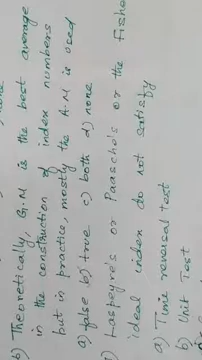 none
b) Theoretically, G.M is the best average
in the construction of index numbers
but in practice, mostly the A.M is used
a) false b) true c) both d) none
Laspeyre's or Paasche's or the Fisher
ideal index do not satisfy
a) Time reversal test
b) Unit Test